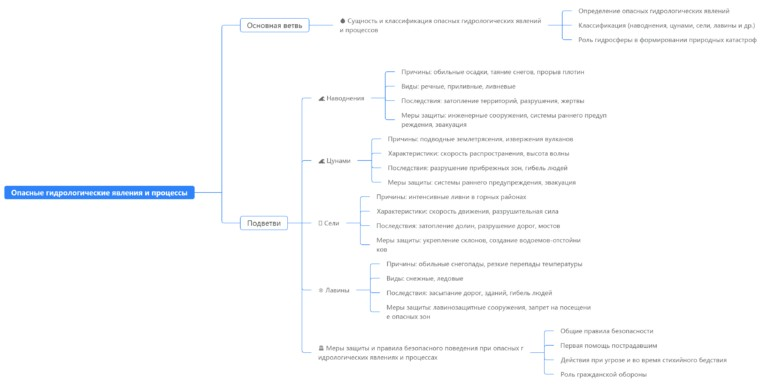 Опасные гидрологические явления и процессы
Основная ветвь
Сущность и классификация опасных гидрологических явлений
и процессов
Определение опасных гидрологических явлений
Классификация (наводнения, цунами, сели, лавины и др.)
Роль гидросферы в формировании природных катастроф
Подветви
Наводнения
Причины: обильные осадки, таяние снегов, прорыв плотин
Виды: речные, приливные, ливневые
Последствия: затопление территорий, разрушения, жертвы
Меры защиты: инженерные сооружения, системы раннего предуп
реждения, эвакуация
Цунами
Причины: подводные землетрясения, извержения вулканов
Характеристики: скорость распространения, высота волны
Последствия: разрушение прибрежных зон, гибель людей
Меры защиты: системы раннего предупреждения, эвакуация
Сели
Причины: интенсивные ливни в горных районах
Характеристики: скорость движения, разрушительная сила
Последствия: затопление долин, разрушение дорог, мостов
Меры защиты: укрепление склонов, создание водоемов-отстойни
ков
Лавины
Причины: обильные снегопады, резкие перепады температуры
Виды: снежные, ледовые
Последствия: засыпание дорог, зданий, гибель людей
Меры защиты: лавинозащитные сооружения, запрет на посещени
е опасных зон
Меры защиты и правила безопасного поведения при опасных г
идрологических явлениях и процессах
Общие правила безопасности
Первая помощь пострадавшим
Действия при угрозе и во время стихийного бедствия
Роль гражданской обороны